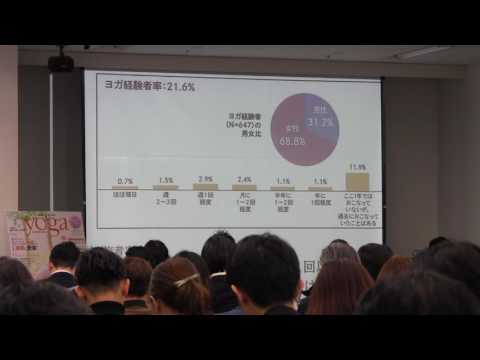 ヨガ経験者率:21.6%
ヨガ経験者
(N=647)の
男女比
男性
31.2%
女性
68.8%
0.7%
1.5%
2.9%
2.4%
1.1%
1.1%
11.9%
ほぼ毎日
週
2〜3回
週1回
程度
月に
1〜2回
程度
半年に
1〜2回
程度
年に
1回程度
ここ1年では
おこなって
いないが、
過去におこなって
いたことはある
yoga